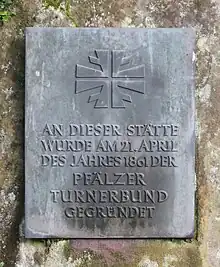 AN DIESER STÄTTE
WURDE AM 21. APRIL
DES JAHRES 1861 DER
PFÄLZER
TURNERBUND
GEGRÜNDET